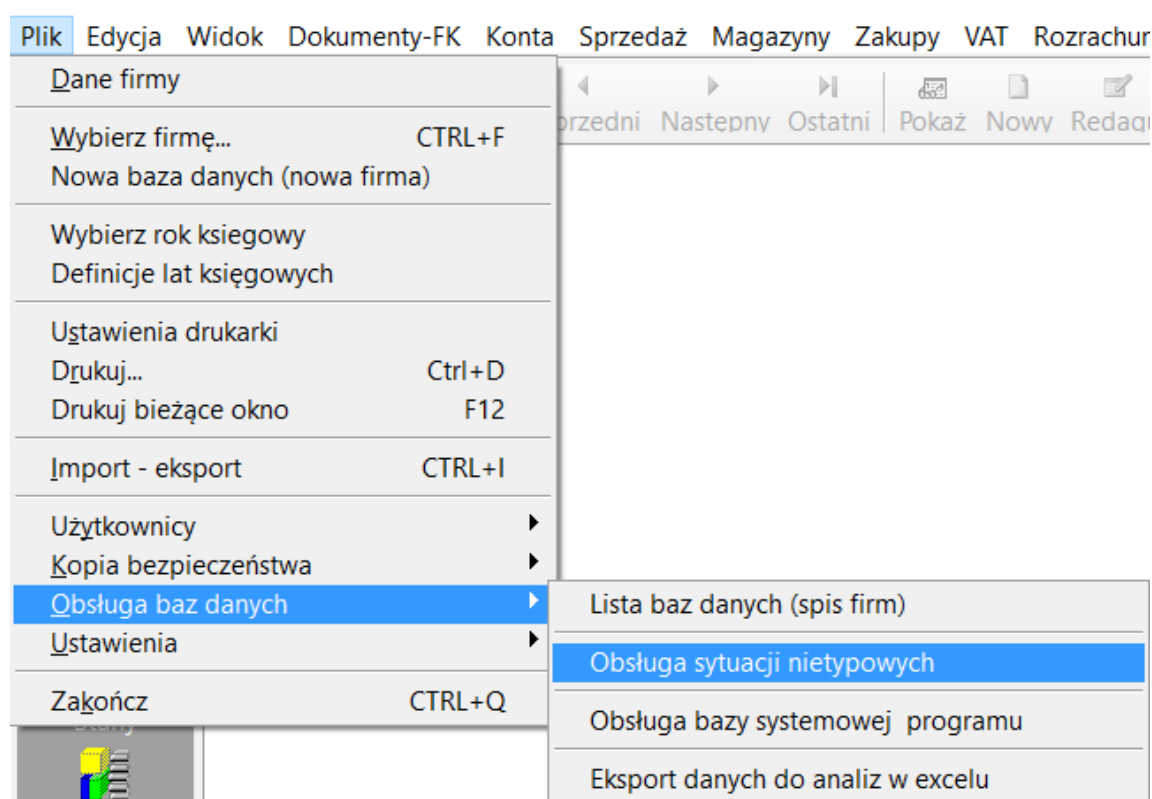 Plik Edycja Widok Dokumenty-FK Konta Sprzedaż Magazyny Zakupy VAT
Dane firmy
Następny Ostatni Pokaż Nowy
Wybierz firmę... CTRL+F
Nowa baza danych (nowa firma)
Wybierz rok ksiegowy
Definicje lat księgowych
Ustawienia drukarki
Drukuj... Ctrl+D
Drukuj bieżące okno F12
Import - eksport CTRL+I
Użytkownicy
Kopia bezpieczeństwa
Obsługa baz danych
Lista baz danych (spis firm)
Ustawienia
Obsługa sytuacji nietypowych
Zakończ CTRL+Q
Obsługa bazy systemowej programu
Eksport danych do analiz w excelu